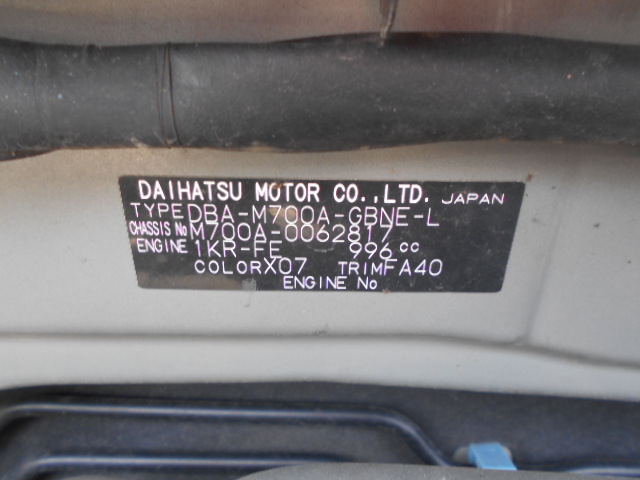 DAIHATSU MOTOR CO.,LTD. JAPAN
TYPE DBA-M700A-GBNE-L
CHASSIS No M700A-0062817
ENGINE 1KR-FE 996 cc
COLOR X07 TRIM FA40
ENGINE No